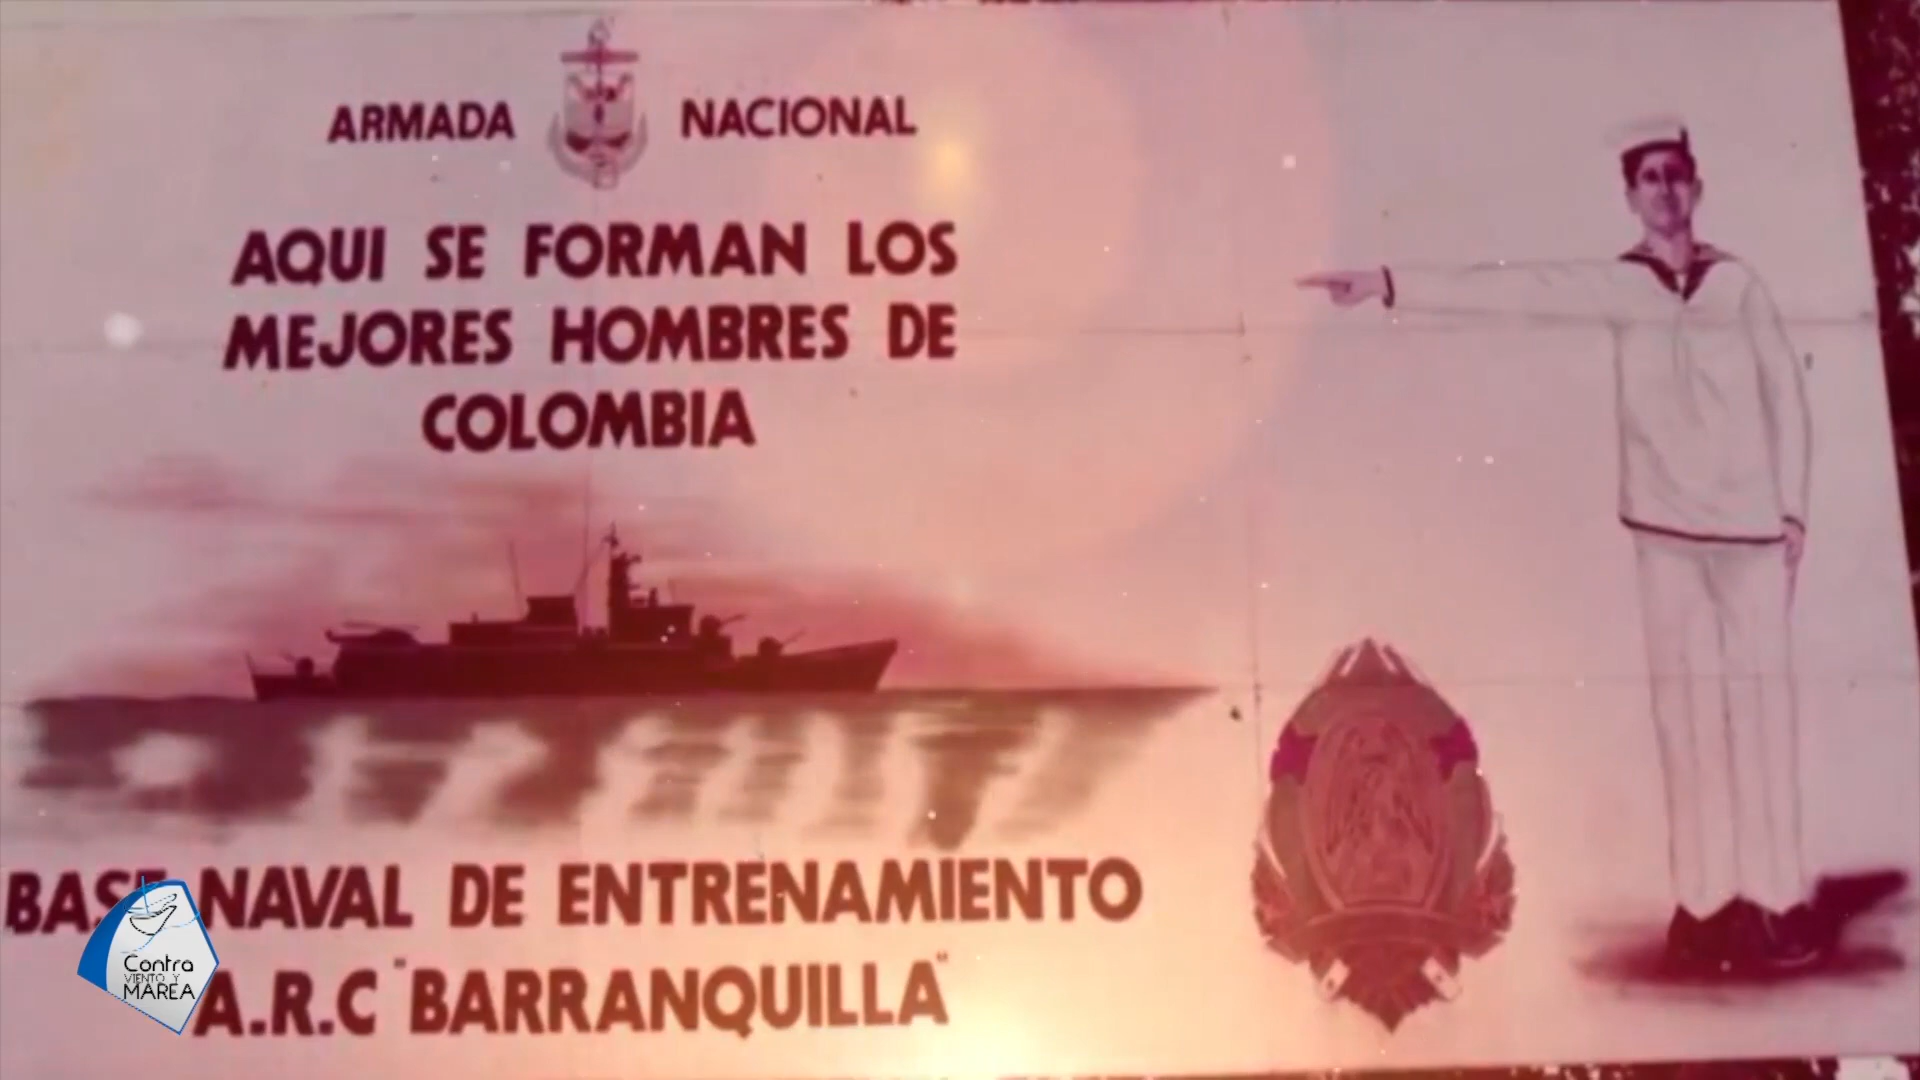 ARMADA NACIONAL
AQUI SE FORMAN LOS
MEJORES HOMBRES DE
COLOMBIA
BASE NAVAL DE ENTRENAMIENTO
A.R.C "BARRANQUILLA"
Contra
VIENTO Y
MAREA